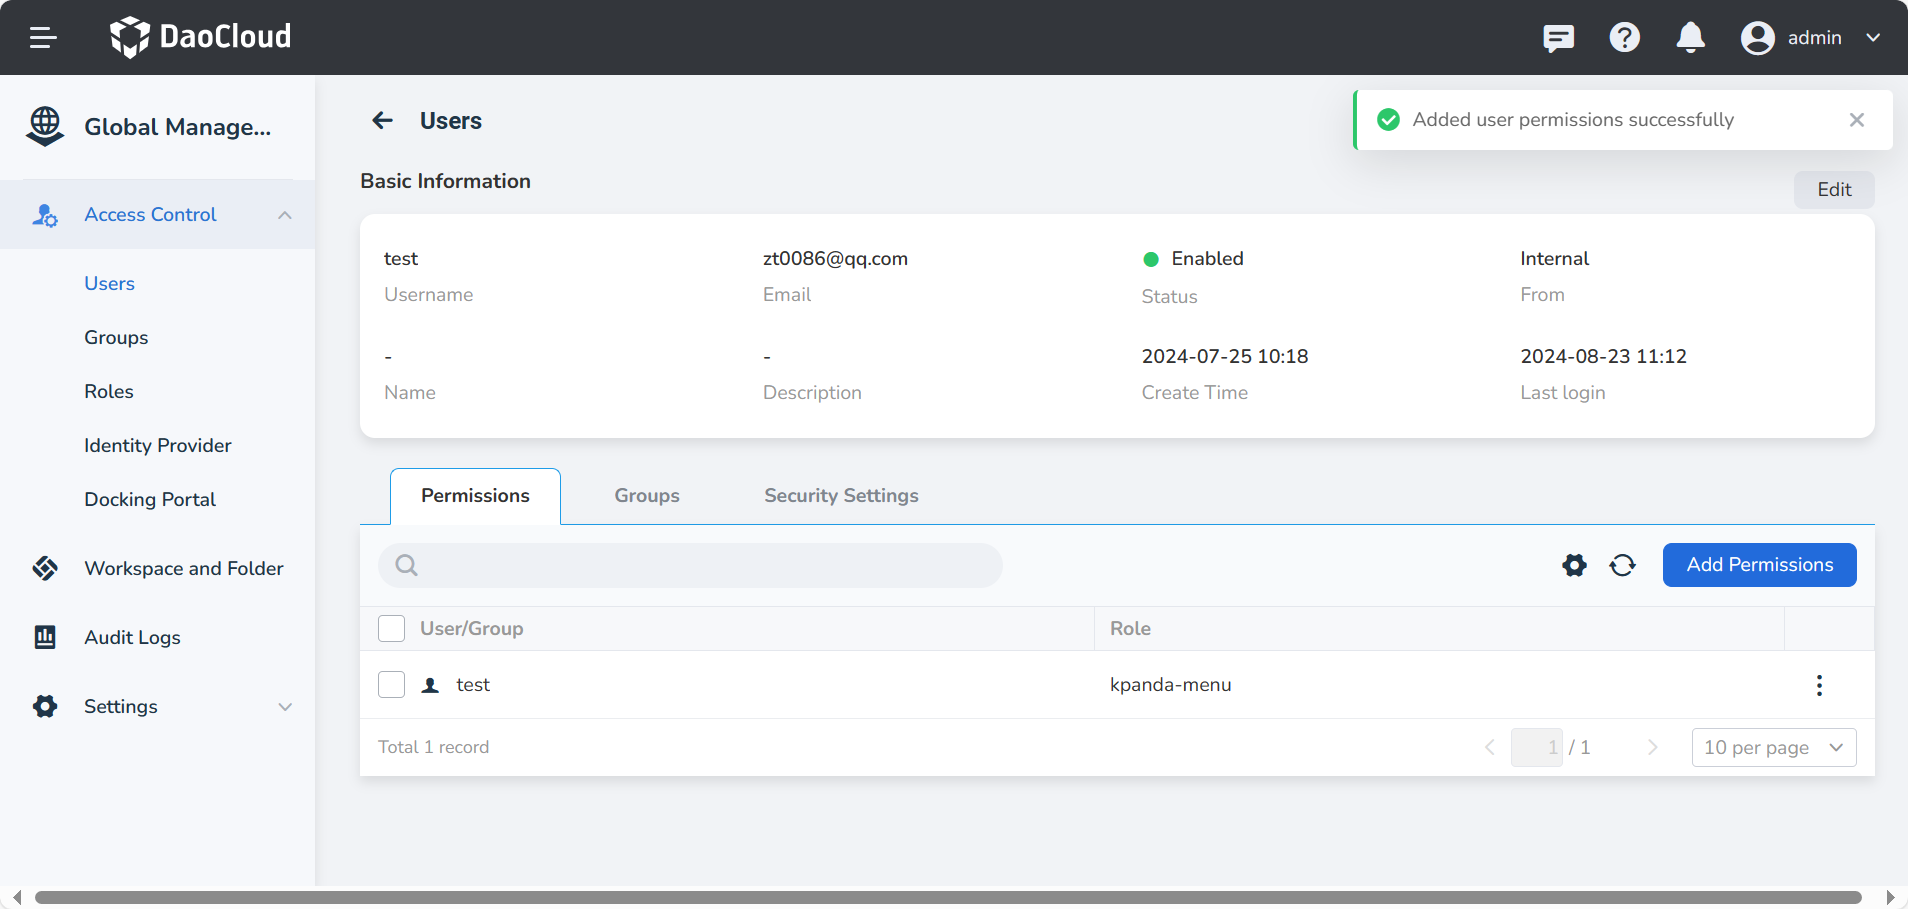 DaoCloud
admin
Global Manage...
Access Control
Users
Groups
Roles
Identity Provider
Docking Portal
Workspace and Folder
Audit Logs
Settings
Users
Added user permissions successfully
Basic Information
Edit
test
Username
zt0086@qq.com
Email
Enabled
Status
Internal
From
-
Name
-
Description
2024-07-25 10:18
Create Time
2024-08-23 11:12
Last login
Permissions Groups Security Settings
Add Permissions
User/Group Role
test kpanda-menu
Total 1 record 1 / 1 10 per page